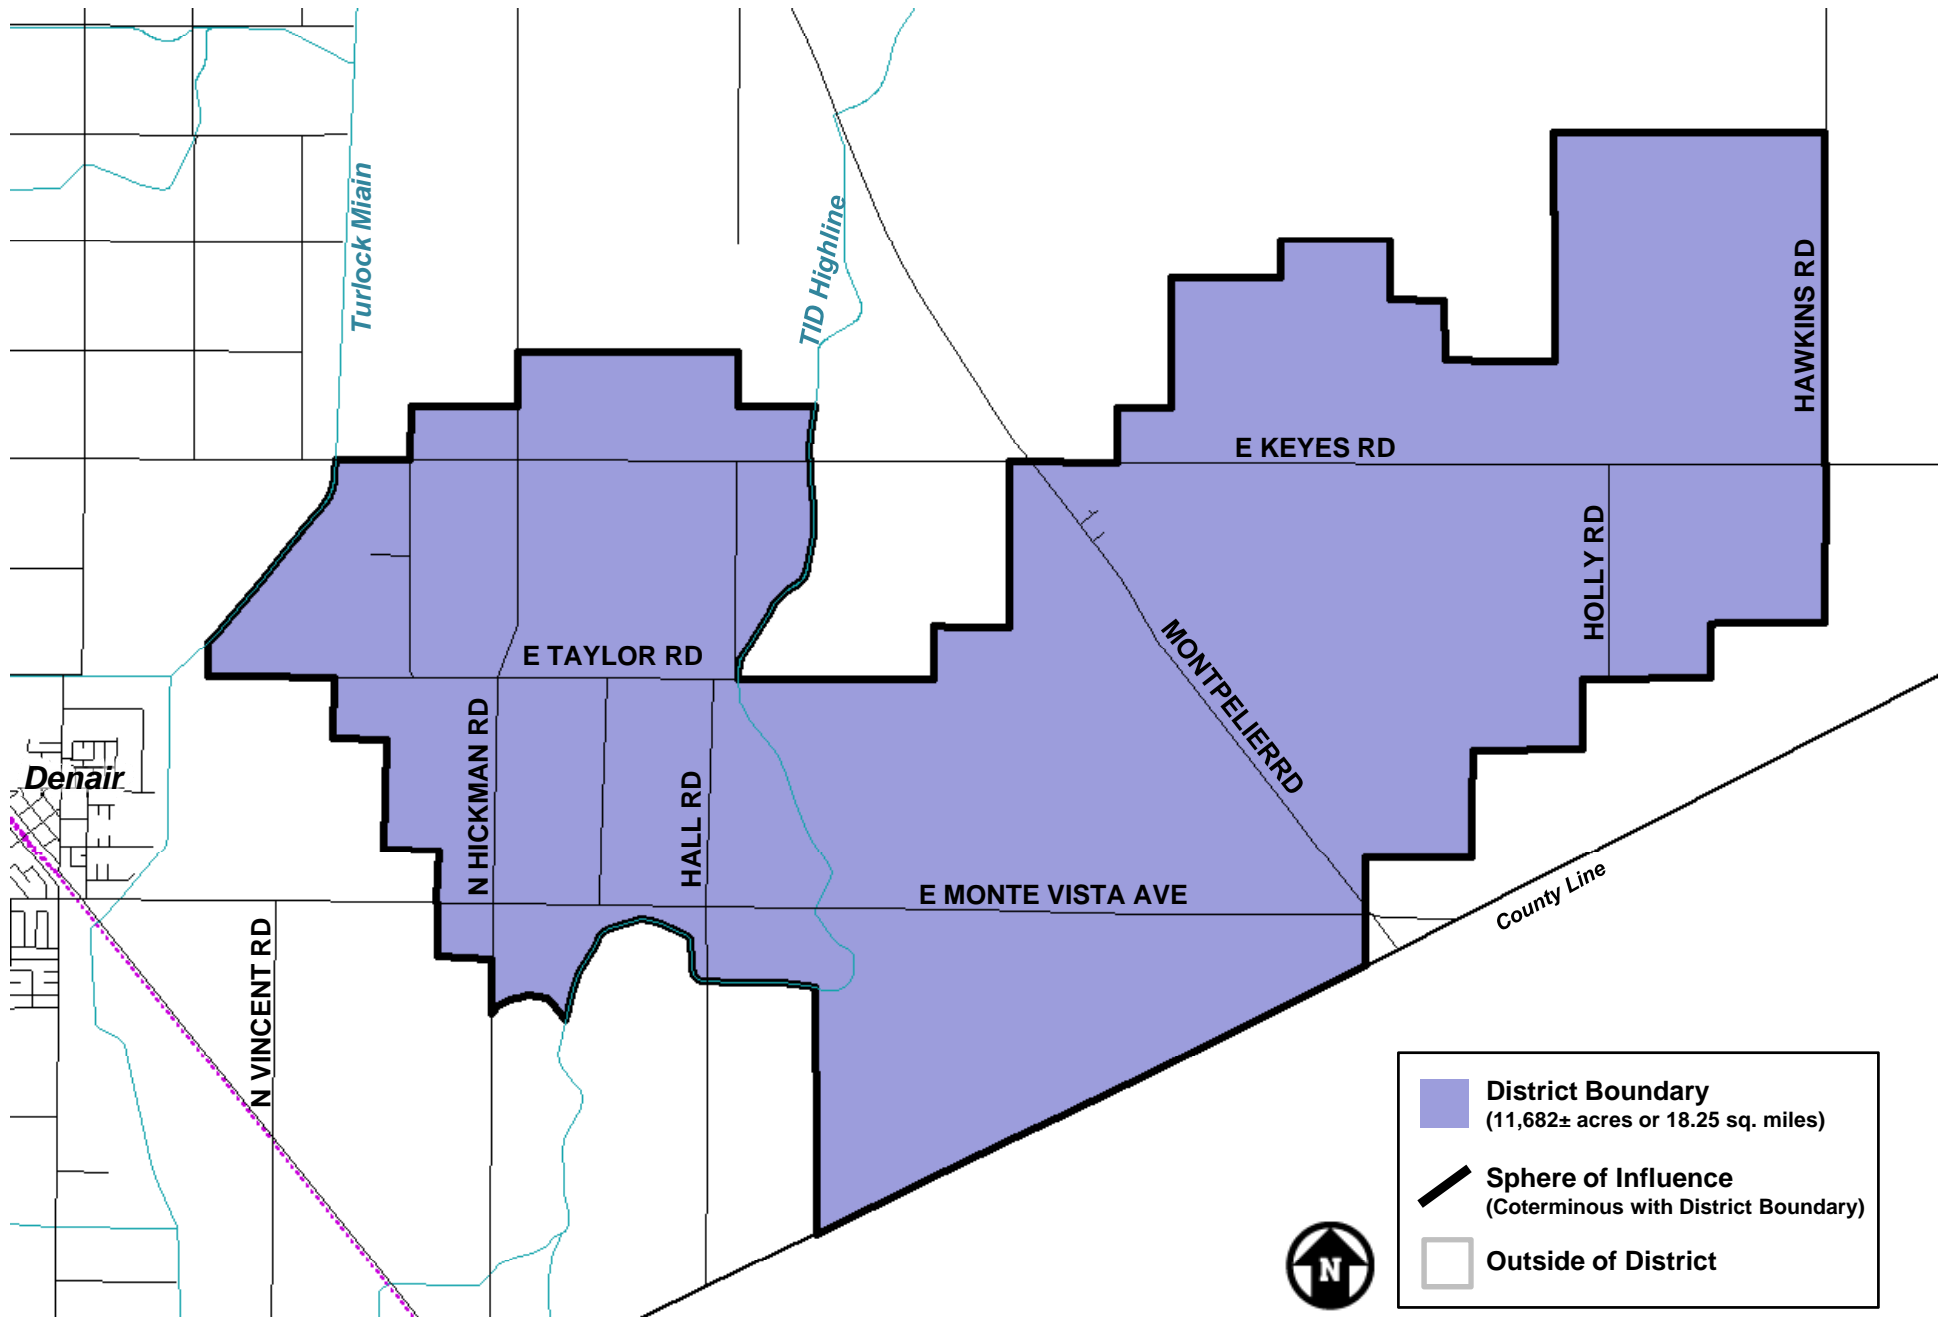 Turlock Miain
TID Highline
HAWKINS RD
E KEYES RD
HOLLY RD
E TAYLOR RD
MONTPELIERRD
N HICKMAN RD
Denair
HALL RD
E MONTE VISTA AVE
County Line
N VINCENT RD
District Boundary
(11,682± acres or 18.25 sq. miles)
Sphere of Influence
(Coterminous with District Boundary)
Outside of District
N